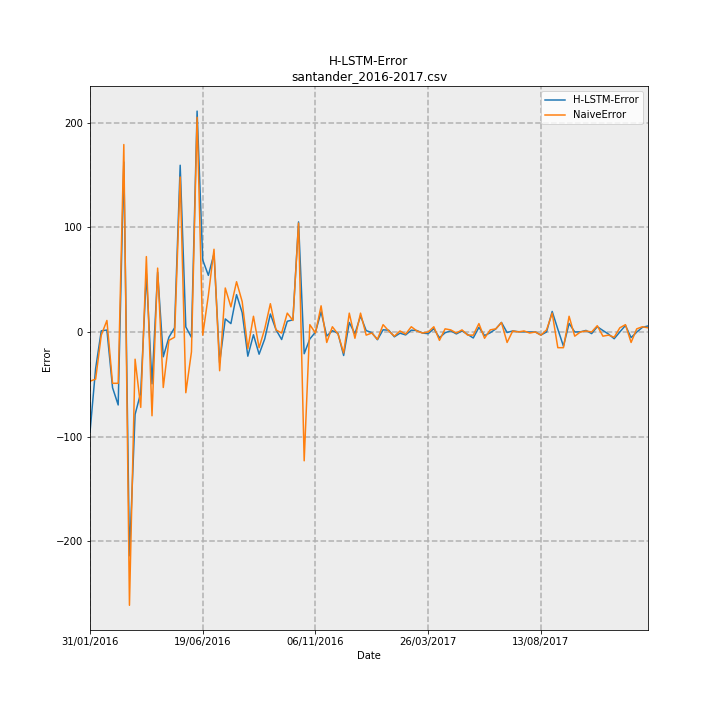 H-LSTM-Error
santander_2016-2017.csv
H-LSTM-Error
NaiveError
200
100
0
−100
−200
Error
31/01/2016 19/06/2016 06/11/2016 26/03/2017 13/08/2017
Date